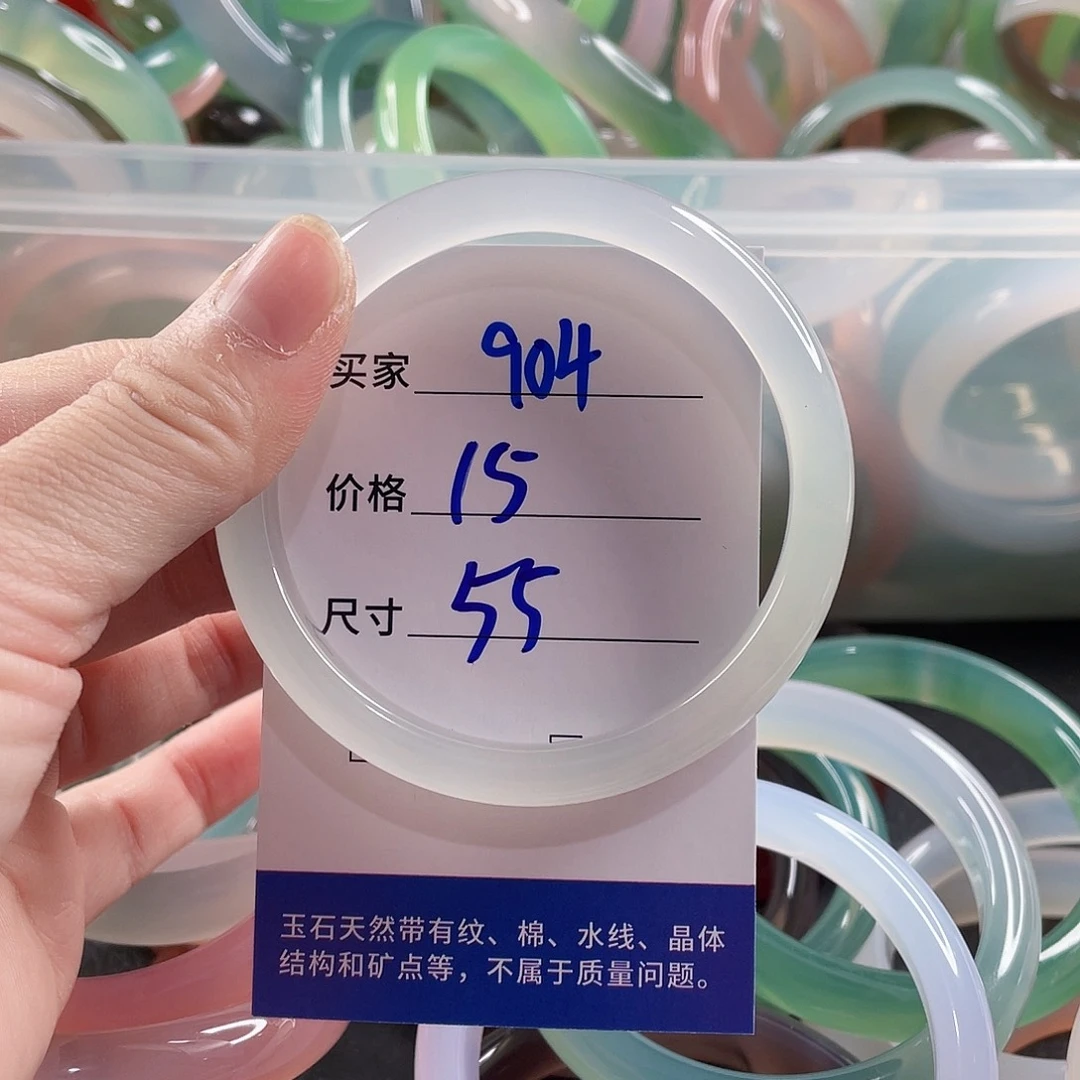 买家 904
价格 15
尺寸 55
玉石天然带有纹、棉、水线、晶体
结构和矿点等，不属于质量问题。